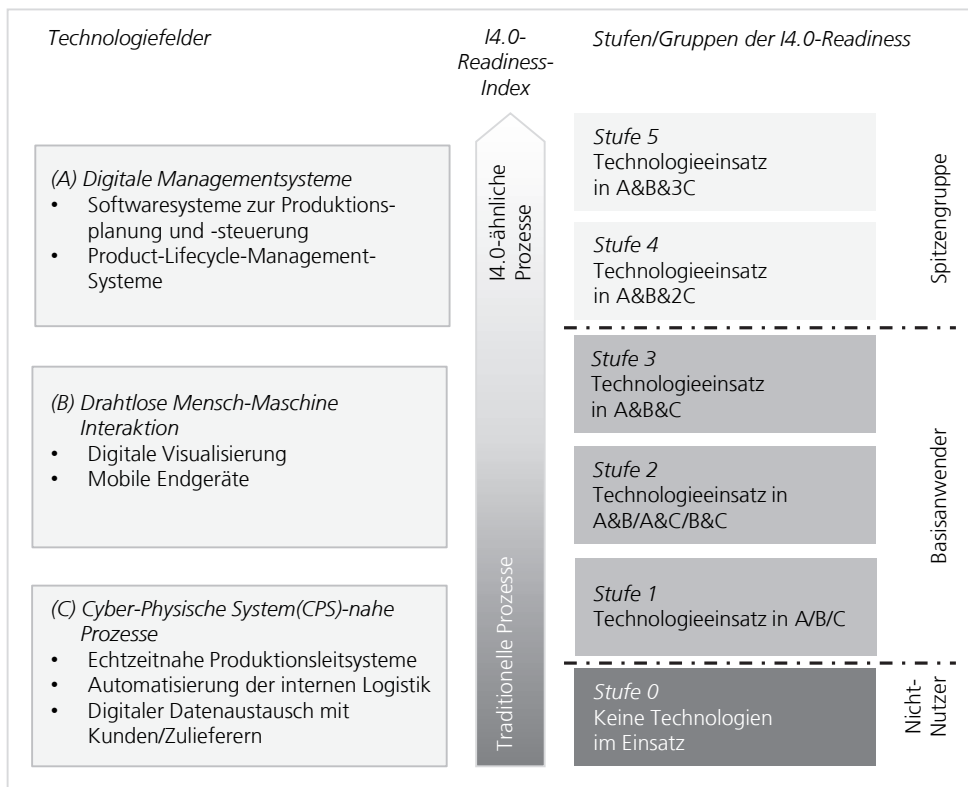 Technologiefelder
I4.0-
Readiness-
Index
Stufen/Gruppen der I4.0-Readiness
(A) Digitale Managementsysteme
• Softwaresysteme zur Produktions-
planung und -steuerung
• Product-Lifecycle-Management-
Systeme
(B) Drahtlose Mensch-Maschine
Interaktion
• Digitale Visualisierung
• Mobile Endgeräte
(C) Cyber-Physische System(CPS)-nahe
Prozesse
• Echtzeitnahe Produktionsleitsysteme
• Automatisierung der internen Logistik
• Digitaler Datenaustausch mit
Kunden/Zulieferern
I4.0-ähnliche
Prozesse
Traditionelle Prozesse
Stufe 5
Technologieeinsatz
in A&B&3C
Stufe 4
Technologieeinsatz
in A&B&2C
Stufe 3
Technologieeinsatz
in A&B&C
Stufe 2
Technologieeinsatz in
A&B/A&C/B&C
Stufe 1
Technologieeinsatz in A/B/C
Stufe 0
Keine Technologien
im Einsatz
Spitzengruppe
Basisanwender
Nicht-
Nutzer